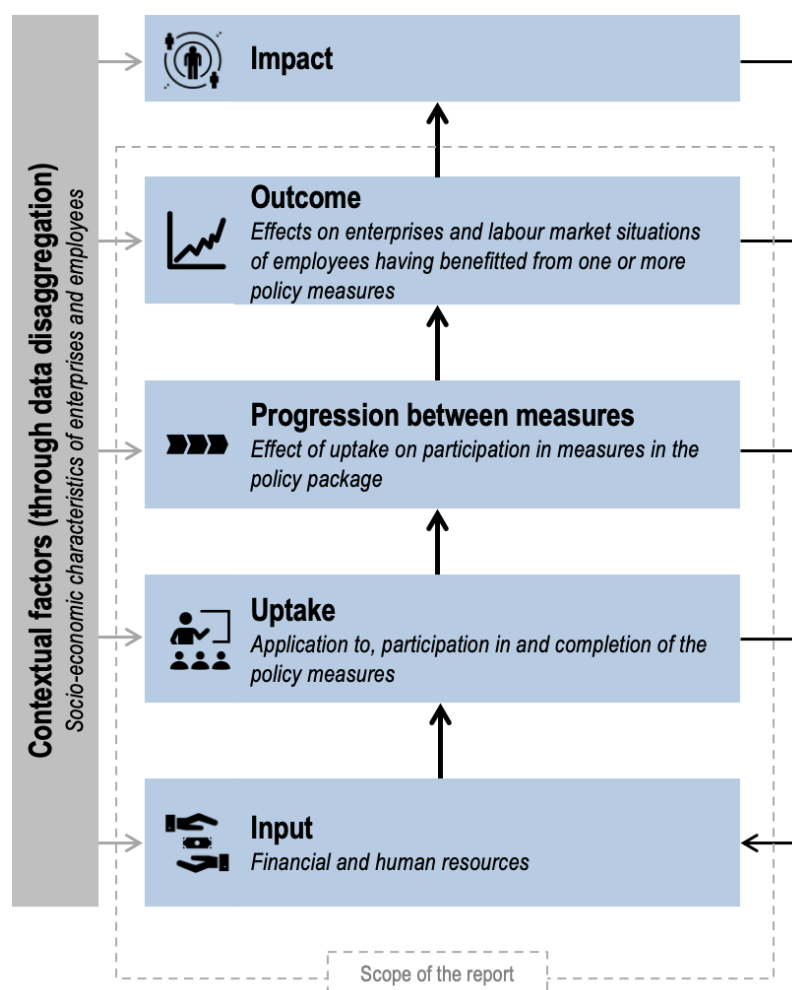 Contextual factors (through data disaggregation)
Socio-economic characteristics of enterprises and employees
Impact
Outcome
Effects on enterprises and labour market situations
of employees having benefitted from one or more
policy measures
Progression between measures
Effect of uptake on participation in measures in the
policy package
Uptake
Application to, participation in and completion of the
policy measures
Input
Financial and human resources
Scope of the report